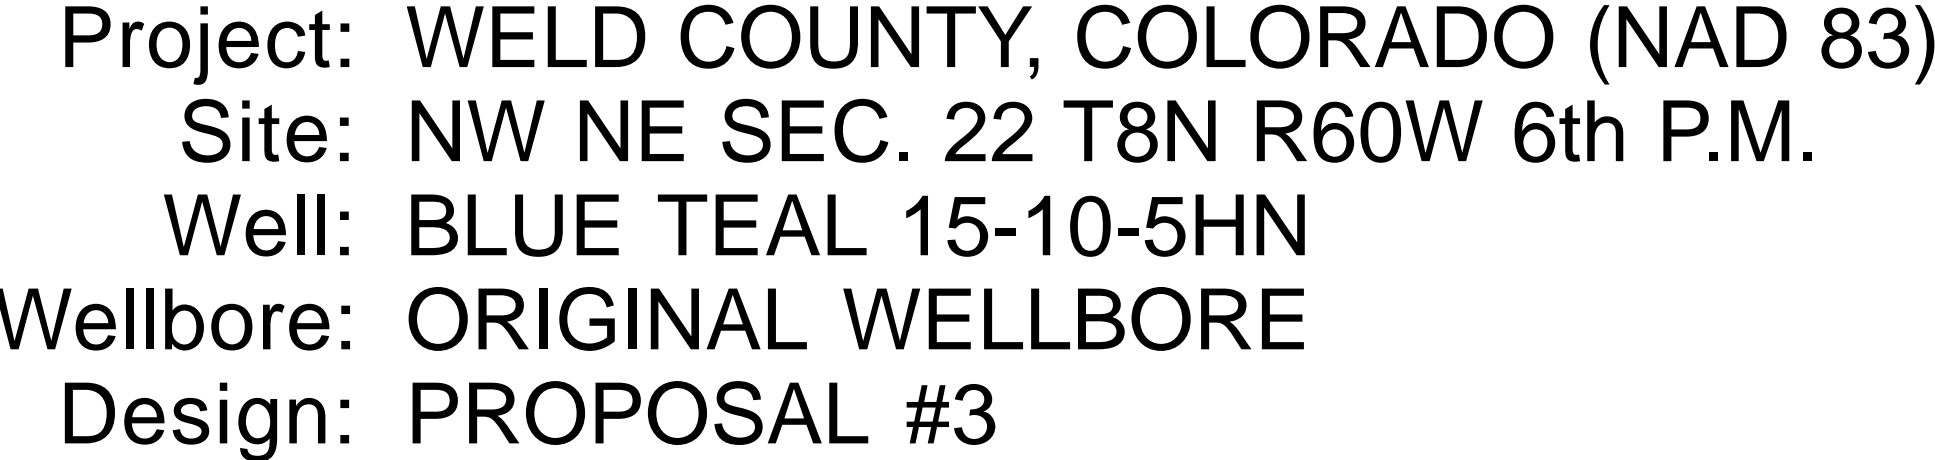 Project: WELD COUNTY, COLORADO (NAD 83)
Site: NW NE SEC. 22 T8N R60W 6th P.M.
Well: BLUE TEAL 15-10-5HN
Wellbore: ORIGINAL WELLBORE
Design: PROPOSAL #3